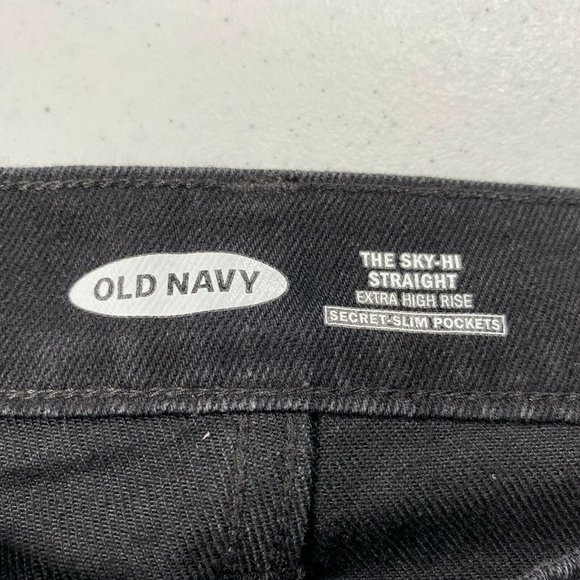 OLD NAVY
THE SKY-HI
STRAIGHT
EXTRA HIGH RISE
SECRET-SLIM POCKETS